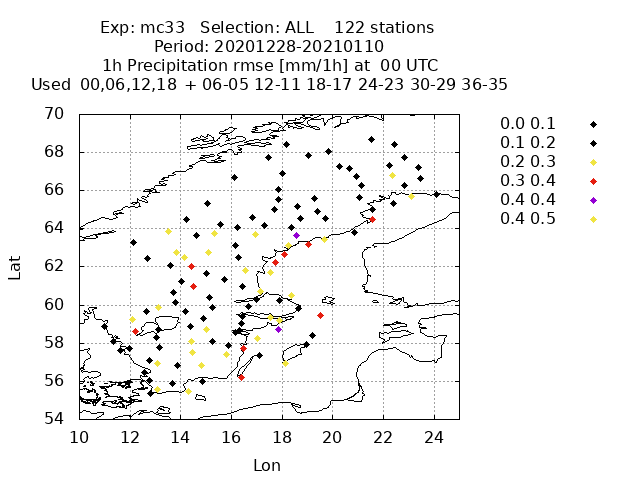 Exp: mc33 Selection: ALL 122 stations
Period: 20201228-20210110
1h Precipitation rmse [mm/1h] at 00 UTC
Used 00,06,12,18 + 06-05 12-11 18-17 24-23 30-29 36-35
70
68
66
64
62
60
58
56
54
Lat
10 12 14 16 18 20 22 24
Lon
0.0 0.1
0.1 0.2
0.2 0.3
0.3 0.4
0.4 0.4
0.4 0.5